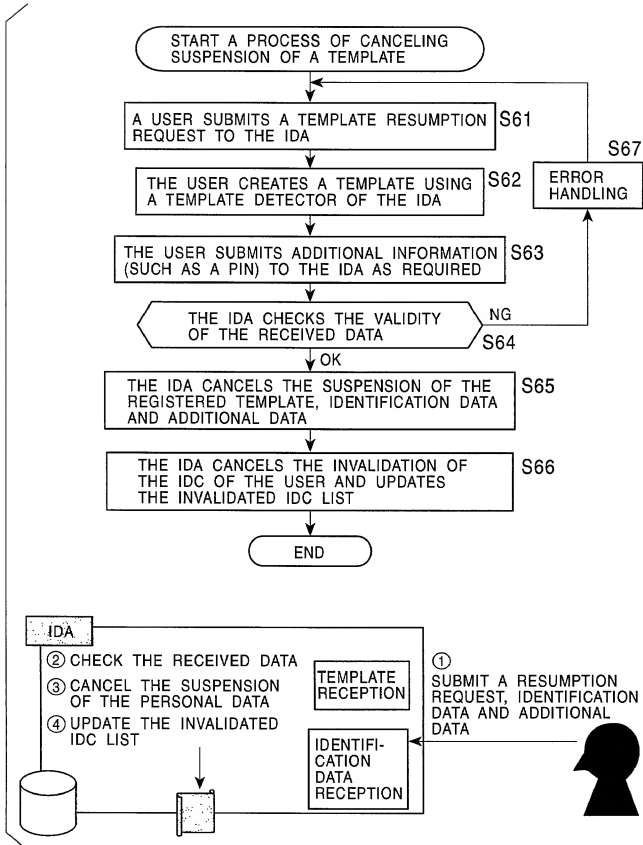 START A PROCESS OF CANCELING
SUSPENSION OF A TEMPLATE
A USER SUBMITS A TEMPLATE RESUMPTION
REQUEST TO THE IDA
S61
S67
ERROR
HANDLING
THE USER CREATES A TEMPLATE USING
A TEMPLATE DETECTOR OF THE IDA
S62
THE USER SUBMITS ADDITIONAL INFORMATION
(SUCH AS A PIN) TO THE IDA AS REQUIRED
S63
THE IDA CHECKS THE VALIDITY
OF THE RECEIVED DATA
NG
S64
OK
THE IDA CANCELS THE SUSPENSION OF THE
REGISTERED TEMPLATE, IDENTIFICATION DATA
AND ADDITIONAL DATA
S65
THE IDA CANCELS THE INVALIDATION OF
THE IDC OF THE USER AND UPDATES
THE INVALIDATED IDC LIST
S66
END
IDA
② CHECK THE RECEIVED DATA
③ CANCEL THE SUSPENSION
OF THE PERSONAL DATA
④ UPDATE THE INVALIDATED
IDC LIST
TEMPLATE
RECEPTION
IDENTIFI-
CATION
DATA
RECEPTION
①
SUBMIT A RESUMPTION
REQUEST, IDENTIFICATION
DATA AND ADDITIONAL
DATA